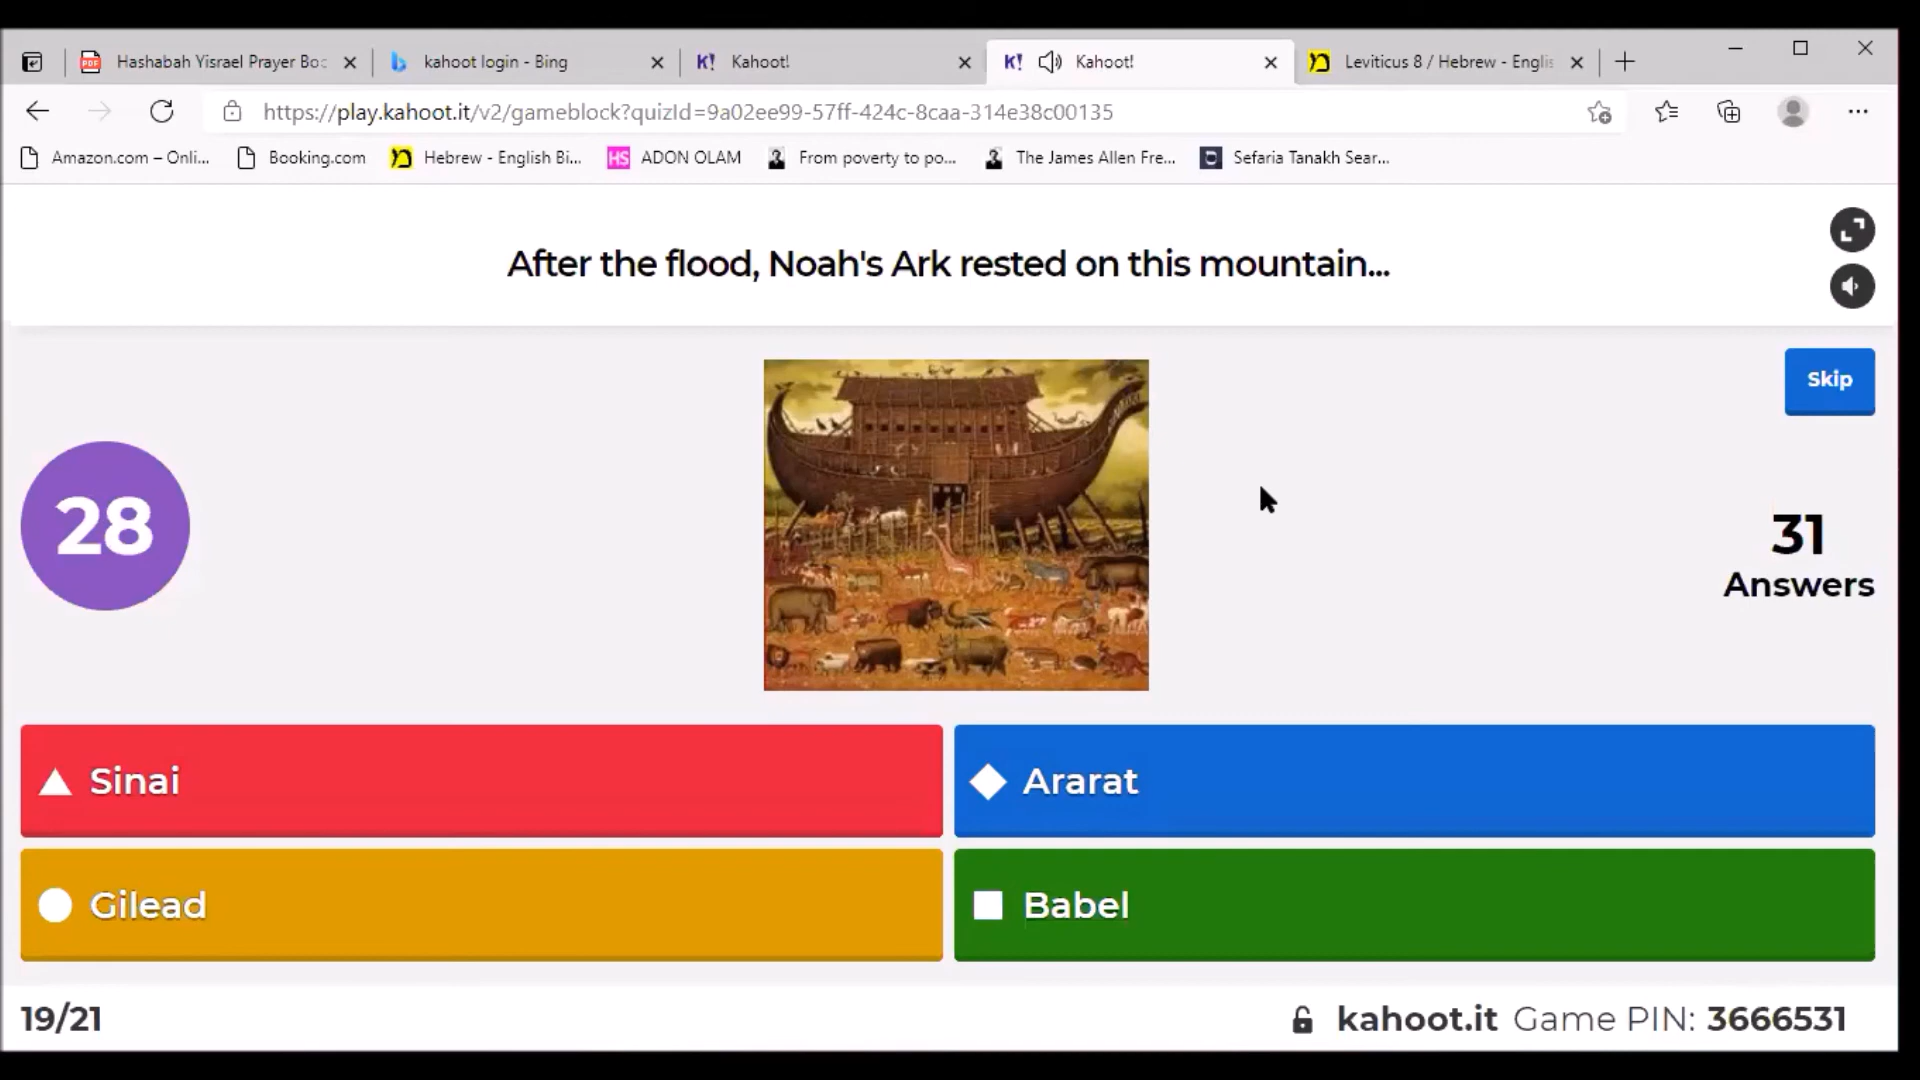 Hashabah Yisrael Prayer Boo
kahoot login - Bing
K! Kahoot!
K! Kahoot!
Leviticus 8 / Hebrew - Englis
https://play.kahoot.it/v2/gameblock?quizId=9a02ee99-57ff-424c-8caa-314e38c00135
Amazon.com – Onli...
Booking.com
Hebrew - English Bi...
HS ADON OLAM
From poverty to po...
The James Allen Fre...
Sefaria Tanakh Sear...
After the flood, Noah's Ark rested on this mountain...
Skip
28
31
Answers
Sinai
Ararat
Gilead
Babel
19/21
kahoot.it Game PIN: 3666531